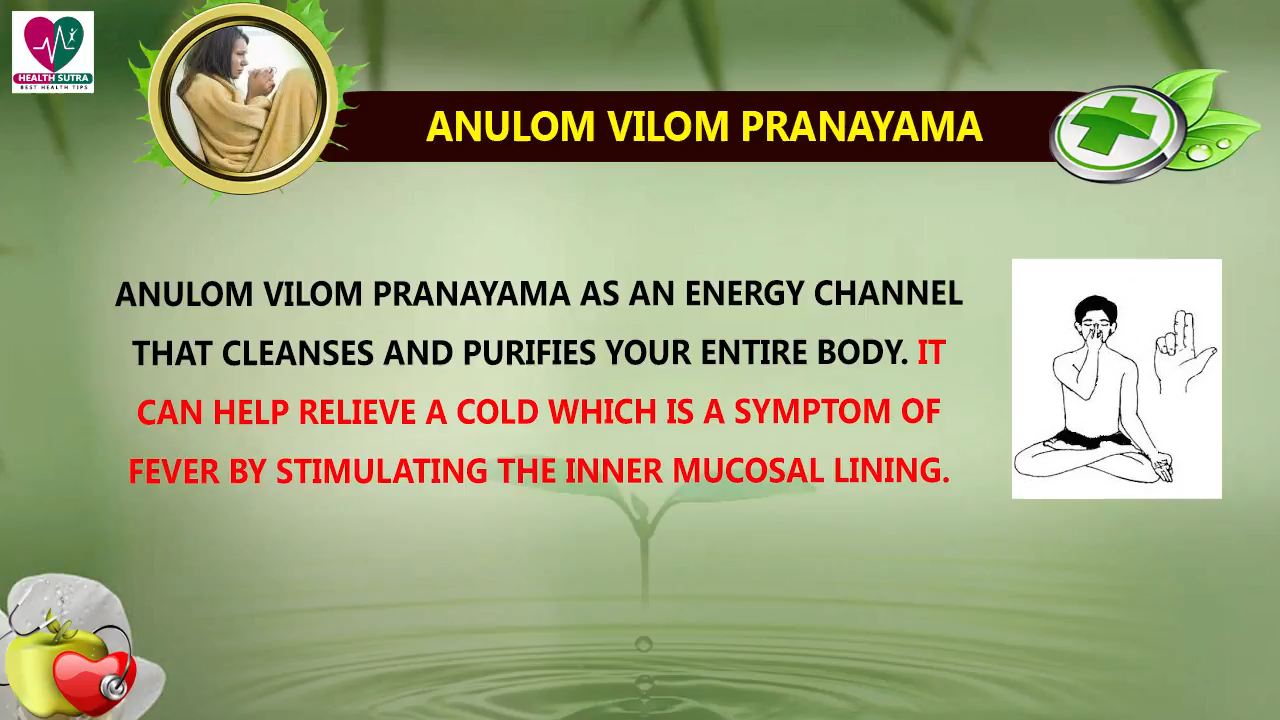 HEALTH SUTRA
BEST HEALTH TIPS
ANULOM VILOM PRANAYAMA
ANULOM VILOM PRANAYAMA AS AN ENERGY CHANNEL
THAT CLEANSES AND PURIFIES YOUR ENTIRE BODY. IT
CAN HELP RELIEVE A COLD WHICH IS A SYMPTOM OF
FEVER BY STIMULATING THE INNER MUCOSAL LINING.